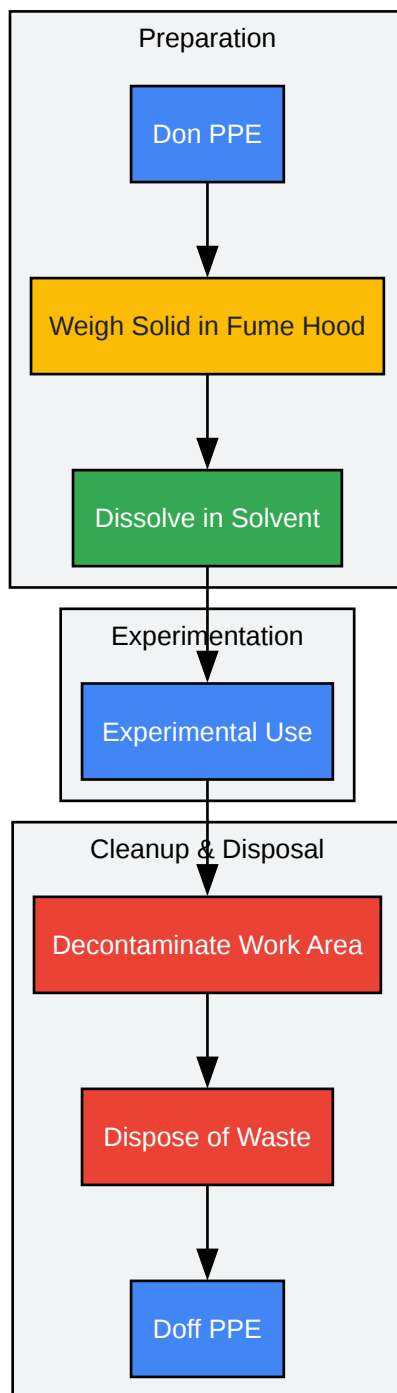 Preparation
Don PPE
Weigh Solid in Fume Hood
Dissolve in Solvent
Experimentation
Experimental Use
Cleanup & Disposal
Decontaminate Work Area
Dispose of Waste
Doff PPE